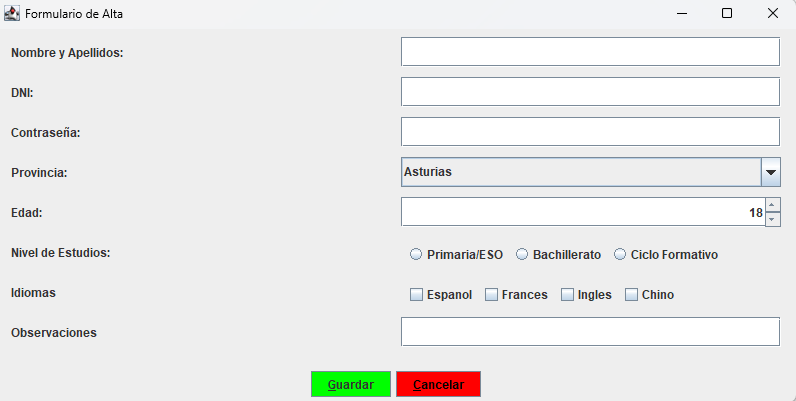 Formulario de Alta
Nombre y Apellidos:
DNI:
Contraseña:
Provincia: Asturias
Edad: 18
Nivel de Estudios: Primaria/ESO Bachillerato Ciclo Formativo
Idiomas Espanol Frances Ingles Chino
Observaciones
Guardar Cancelar